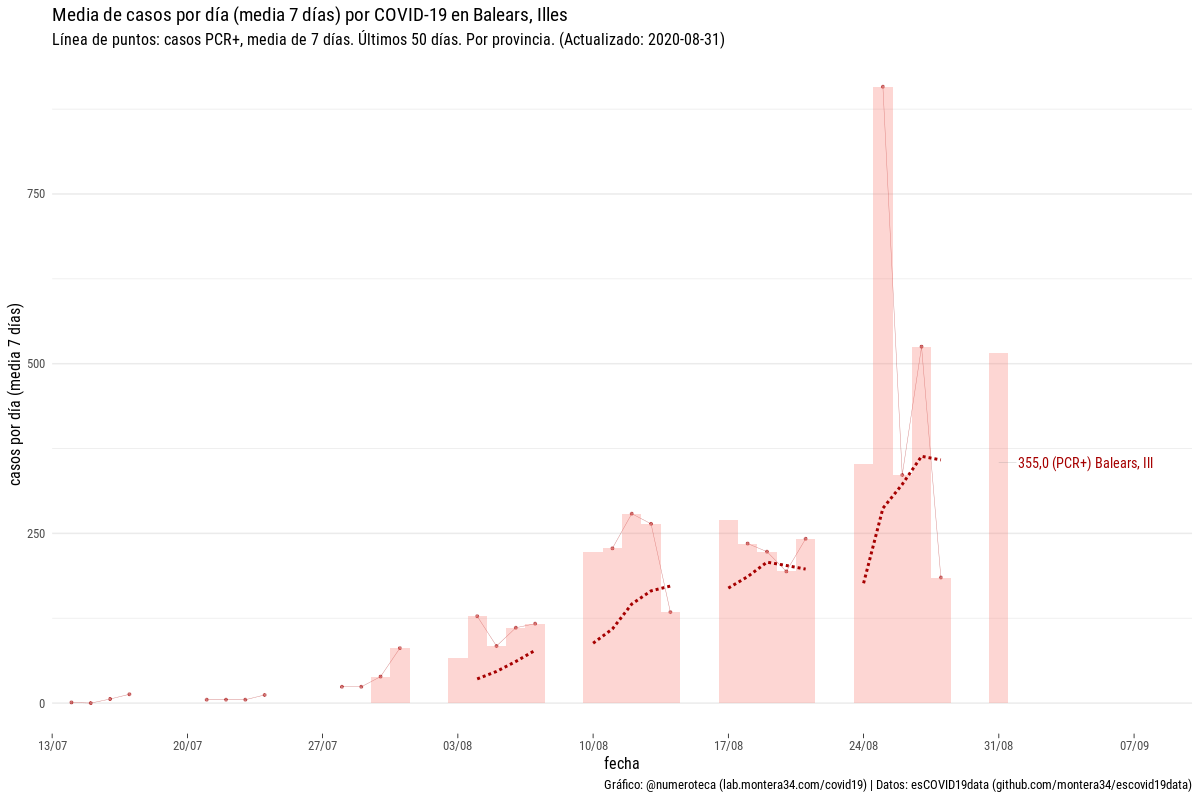 Media de casos por día (media 7 días) por COVID-19 en Balears, Illes
Línea de puntos: casos PCR+, media de 7 días. Últimos 50 días. Por provincia. (Actualizado: 2020-08-31)
casos por día (media 7 días)
750
500
250
0
355,0 (PCR+) Balears, Ill
13/07
20/07
27/07
03/08
10/08
17/08
24/08
31/08
07/09
fecha
Gráfico: @numeroteca (lab.montera34.com/covid19) | Datos: esCOVID19data (github.com/montera34/escovid19data)